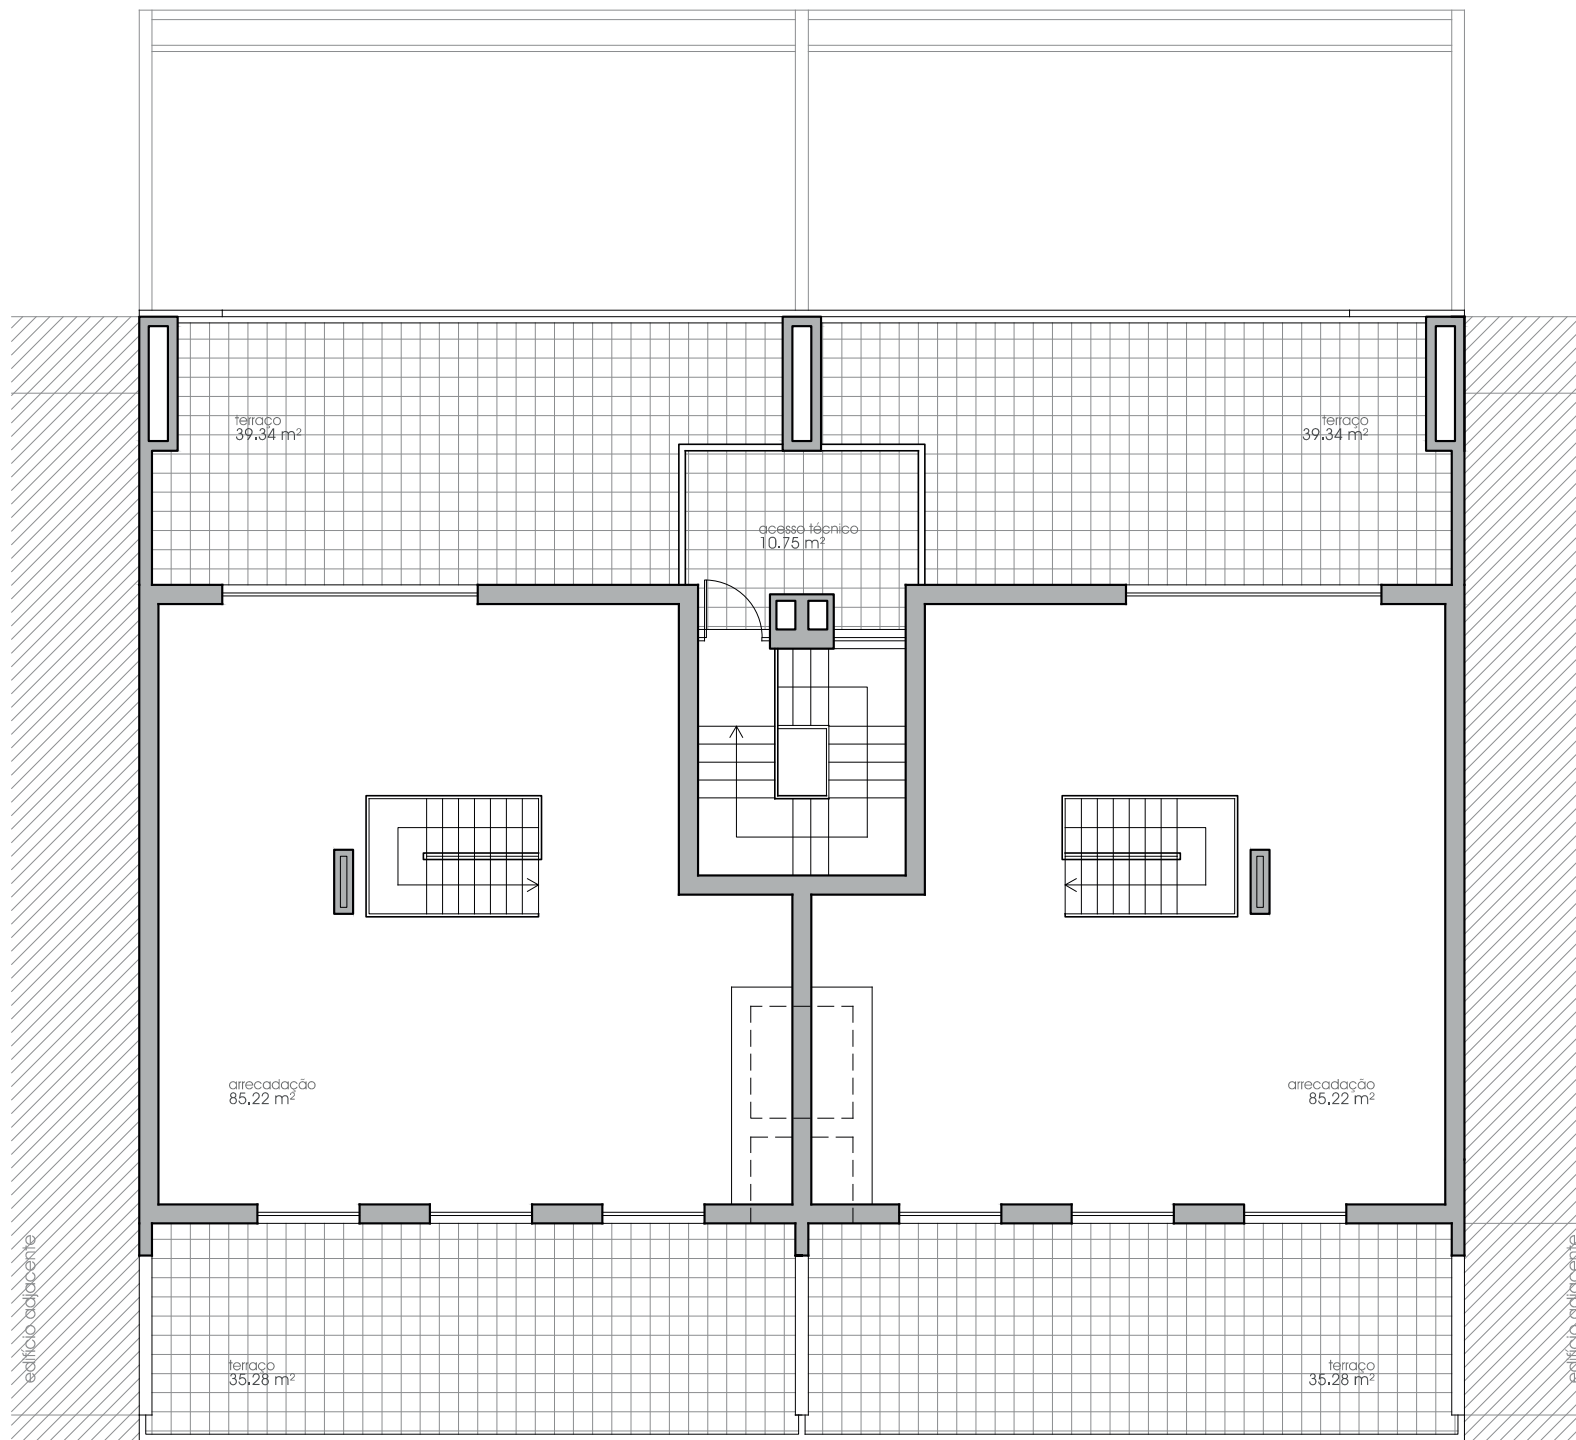 terraço
39.34 m²
terraço
39.34 m²
acesso técnico
10.75 m²
arrecadação
85.22 m²
arrecadação
85.22 m²
edifício adjacente
edifício adjacente
terraço
35.28 m²
terraço
35.28 m²